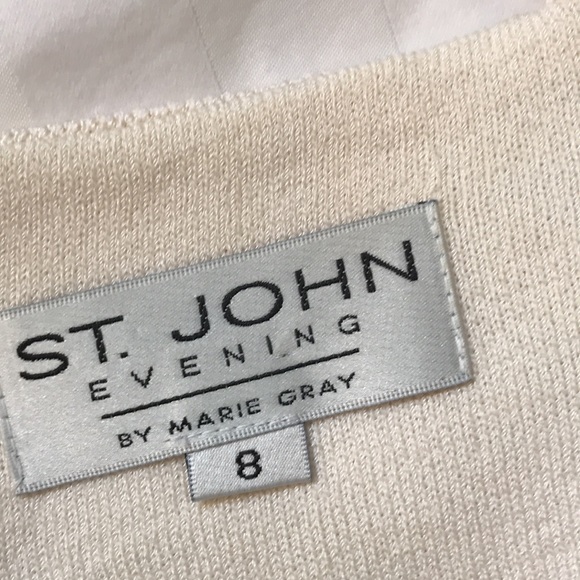 ST. JOHN
EVENING
BY MARIE GRAY
8